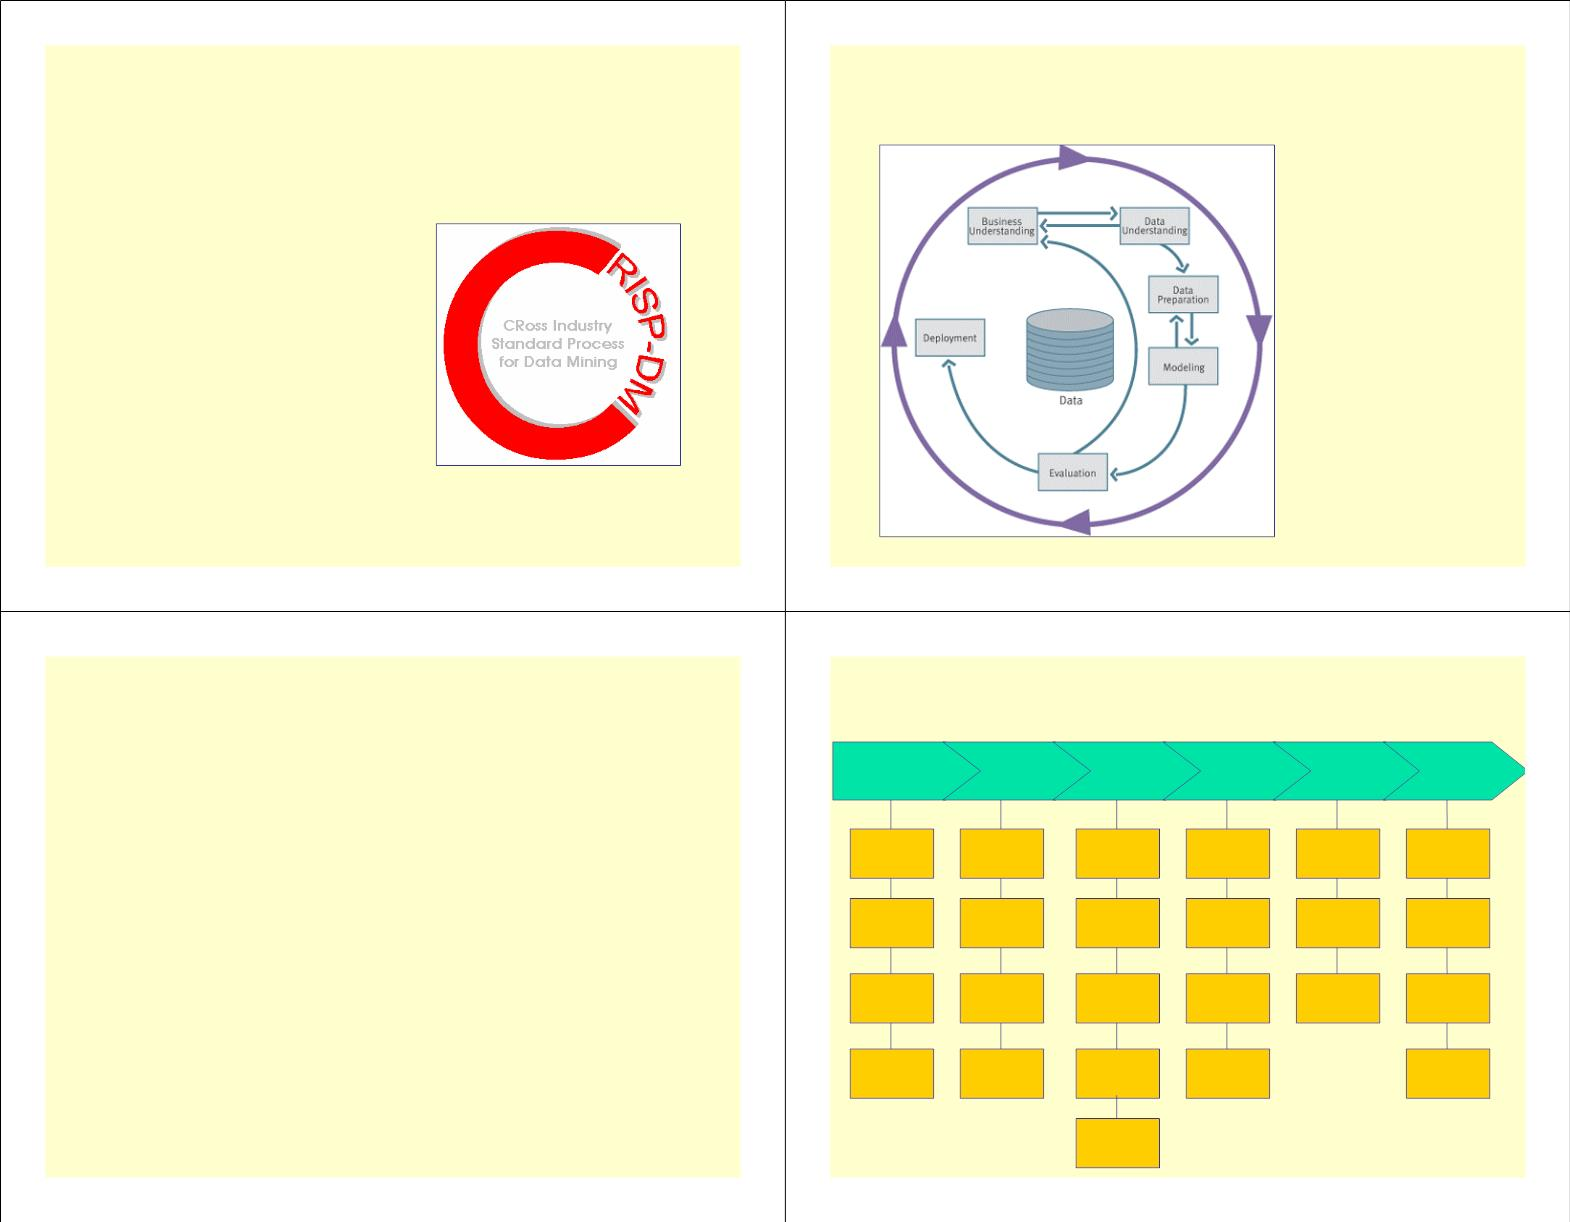 RISP-DM
CRoss Industry
Standard Process
for Data Mining
Business
Understanding
Data
Understanding
Data
Preparation
Deployment
Modeling
Data
Evaluation